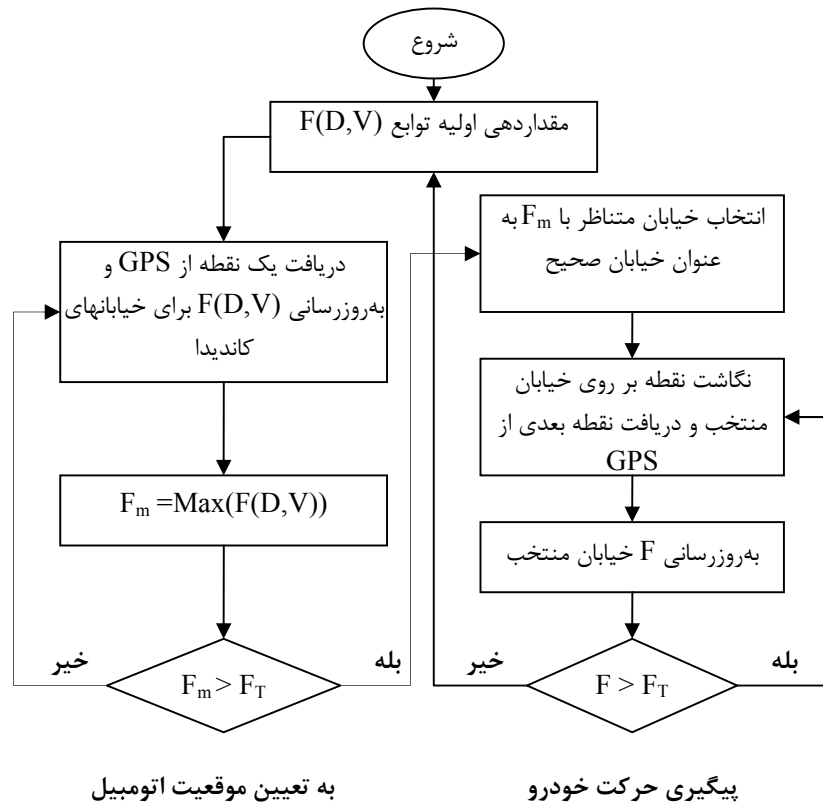 شروع
مقداردهی اولیه توابع F(D,V)
دریافت یک نقطه از GPS و
به‌روزرسانی F(D,V) برای خیابانهای
کاندیدا
Fm =Max(F(D,V))
Fm > FT
خیر
بله
انتخاب خیابان متناظر با Fm به
عنوان خیابان صحیح
نگاشت نقطه بر روی خیابان
منتخب و دریافت نقطه بعدی از
GPS
به‌روزرسانی F خیابان منتخب
F > FT
خیر
بله
به تعیین موقعیت اتومبیل
پیگیری حرکت خودرو